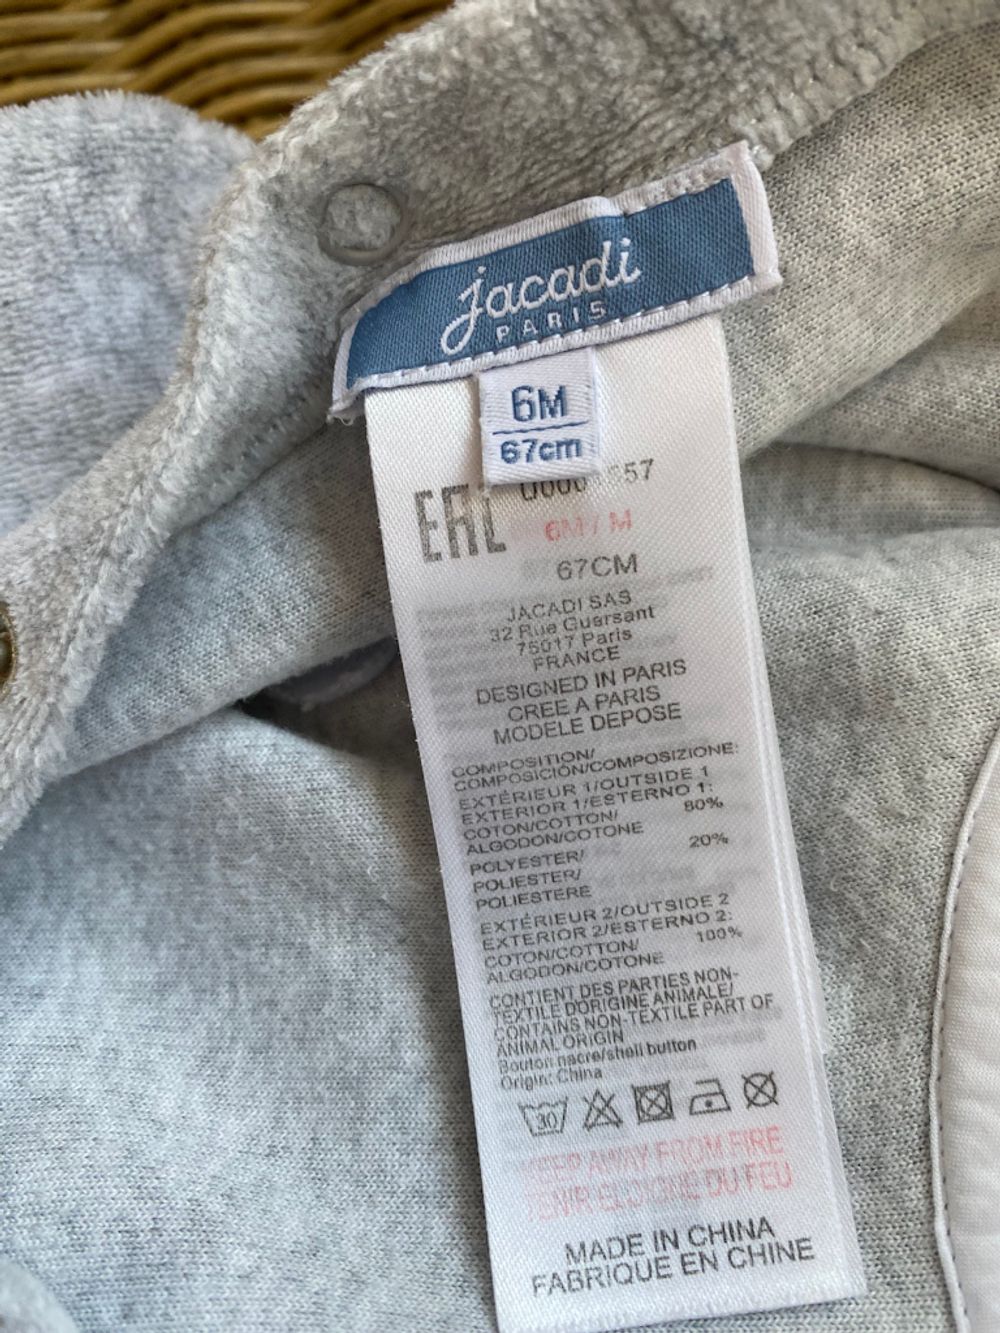 jacadi
PARIS
6M
67cm
EAC
6M / M
67CM
JACADI SAS
32 Rue Guersant
75017 Paris
FRANCE
DESIGNED IN PARIS
CREE A PARIS
MODELE DEPOSE
COMPOSITION/
COMPOSICIÓN/COMPOSIZIONE:
EXTÉRIEUR 1/OUTSIDE 1
EXTERIOR 1/ESTERNO 1:
COTON/COTTON/ 80%
ALGODON/COTONE
POLYESTER/ 20%
POLIESTER/
POLIESTERE
EXTÉRIEUR 2/OUTSIDE 2
EXTERIOR 2/ESTERNO 2:
COTON/COTTON/ 100%
ALGODON/COTONE
CONTIENT DES PARTIES NON-
TEXTILE D'ORIGINE ANIMALE/
CONTAINS NON-TEXTILE PART OF
ANIMAL ORIGIN
Bouton nacre/shell button
Origin: China
30
KEEP AWAY FROM FIRE
TENIR ELOIGNE DU FEU
MADE IN CHINA
FABRIQUE EN CHINE